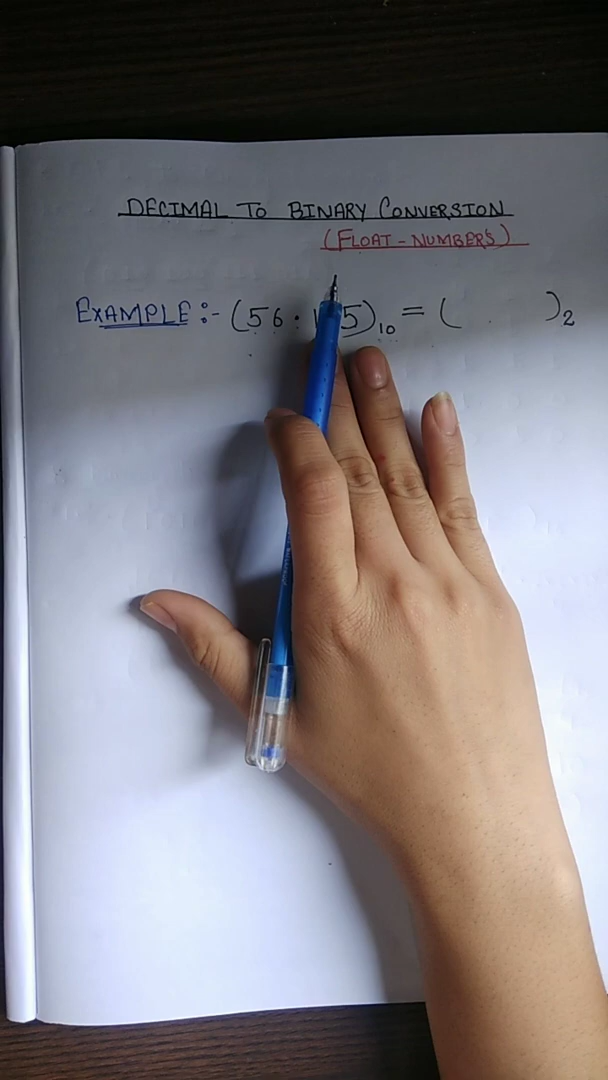 DECIMAL TO BINARY CONVERSION
(FLOAT-NUMBERS)
EXAMPLE:- (56. 5)10 = ( )2